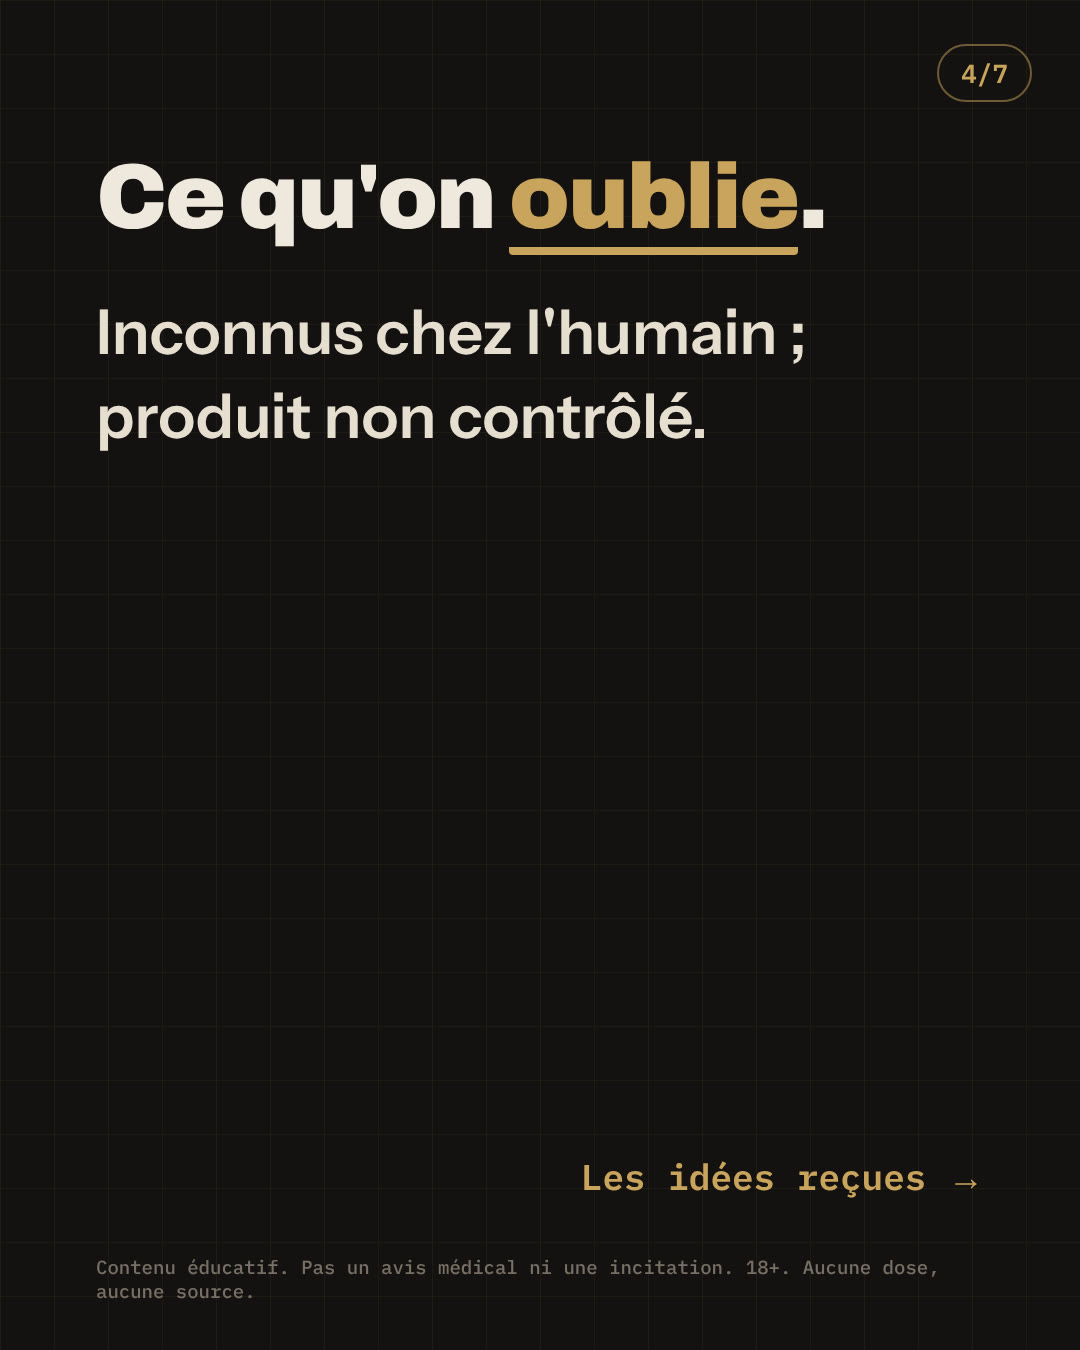 4/7
Ce qu'on oublie.
Inconnus chez l'humain ;
produit non contrôlé.
Les idées reçues →
Contenu éducatif. Pas un avis médical ni une incitation. 18+. Aucune dose,
aucune source.